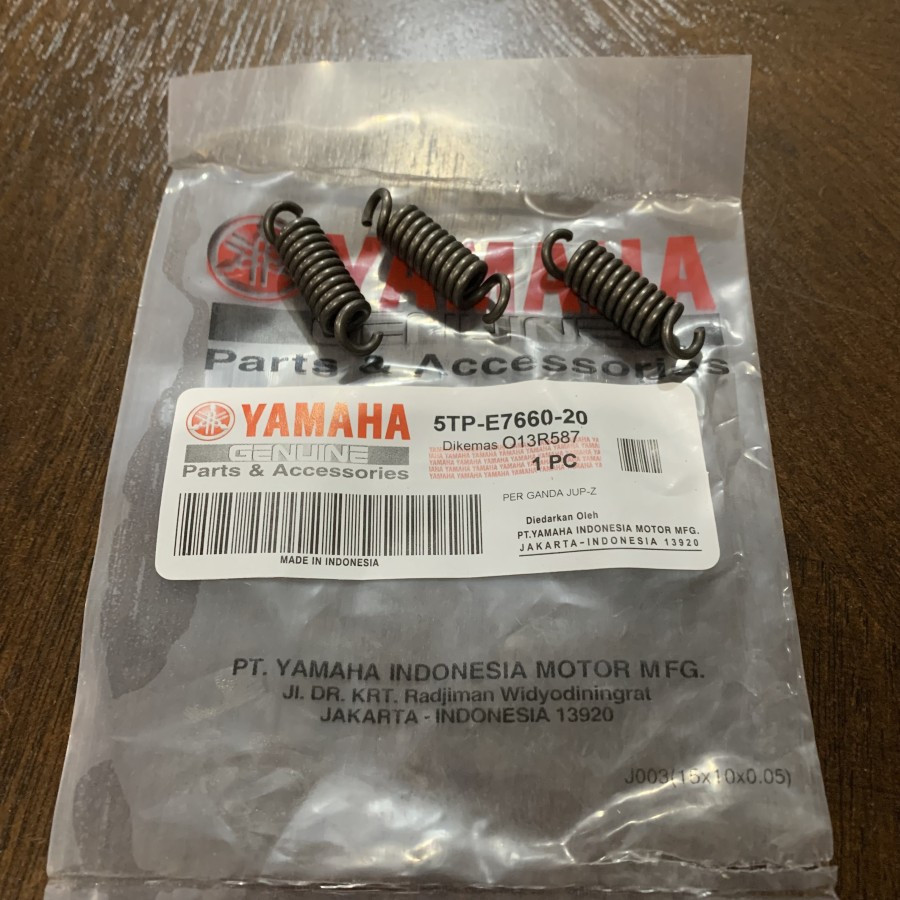 YAMAHA
GENUINE
Parts & Accessories
YAMAHA
GENUINE
Parts & Accessories
5TP-E7660-20
Dikemas O13R587
1 PC
PER GANDA JUP-Z
Diedarkan Oleh
PT.YAMAHA INDONESIA MOTOR MFG.
JAKARTA-INDONESIA 13920
MADE IN INDONESIA
PT. YAMAHA INDONESIA MOTOR MFG.
Jl. DR. KRT. Radjiman Widyodiningrat
JAKARTA - INDONESIA 13920
J003(15x10x0.05)